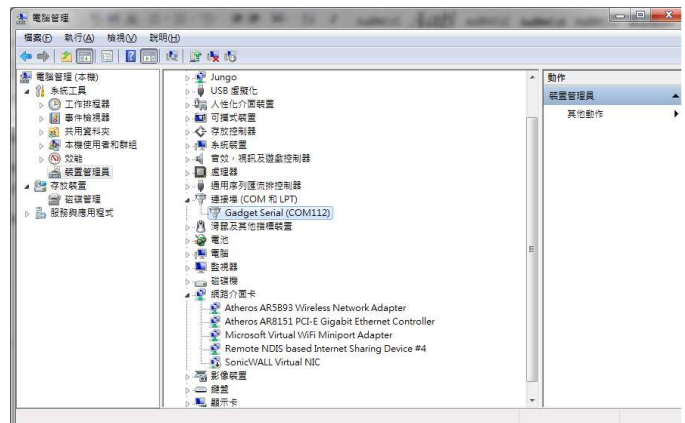 電腦管理
檔案(F) 執行(A) 檢視(V) 說明(H)
電腦管理 (本機)
系統工具
工作排程器
事件檢視器
共用資料夾
本機使用者和群組
效能
裝置管理員
存放裝置
磁碟管理
服務與應用程式
Jungo
USB 虛擬化
人性化介面裝置
可攜式裝置
存放控制器
系統裝置
音效，視訊及遊戲控制器
處理器
通用序列匯流排控制器
連接埠 (COM 和 LPT)
Gadget Serial (COM112)
滑鼠及其他指標裝置
電池
電腦
監視器
磁碟機
網路介面卡
Atheros AR5B93 Wireless Network Adapter
Atheros AR8151 PCI-E Gigabit Ethernet Controller
Microsoft Virtual WiFi Miniport Adapter
Remote NDIS based Internet Sharing Device #4
SonicWALL Virtual NIC
影像裝置
鍵盤
顯示卡
動作
裝置管理員
其他動作